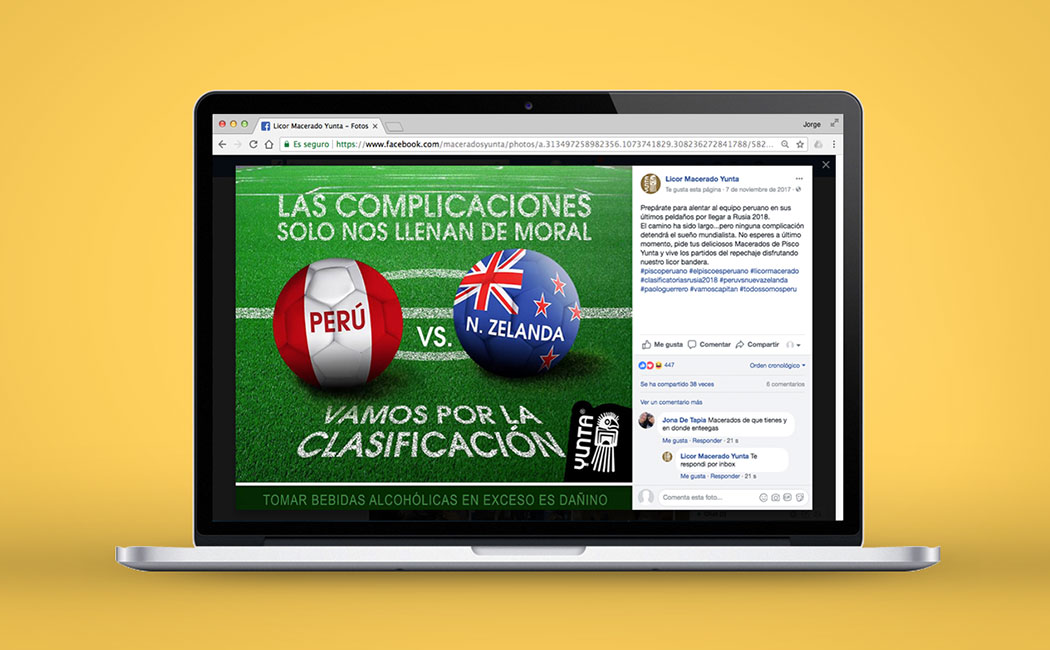 Licor Macerado Yunta – Fotos
Jorge
Es seguro
https://www.facebook.com/maceradosyunta/photos/a.313497258982356.1073741829.308236272841788/582...
LAS COMPLICACIONES
SOLO NOS LLENAN DE MORAL
PERÚ
VS.
N. ZELANDA
VAMOS POR LA
CLASIFICACIÓN
YUNTA®
TOMAR BEBIDAS ALCOHÓLICAS EN EXCESO ES DAÑINO
Licor Macerado Yunta
Te gusta esta página · 7 de noviembre de 2017 ·
Prepárate para alentar al equipo peruano en sus
últimos peldaños por llegar a Rusia 2018.
El camino ha sido largo...pero ninguna complicación
detendrá el sueño mundialista. No esperes a último
momento, pide tus deliciosos Macerados de Pisco
Yunta y vive los partidos del repechaje disfrutando
nuestro licor bandera.
#piscoperuano #elpiscoesperuano #licormacerado
#clasificatoriasrusia2018 #peruvsnuevazelanda
#paologuerrero #vamoscapitan #todossomosperu
Me gusta Comentar Compartir
447
Orden cronológico
Se ha compartido 38 veces
6 comentarios
Ver un comentario más
Jona De Tapia Macerados de que tienes y
en donde enteegas
Me gusta · Responder · 21 s
Licor Macerado Yunta Te
respondi por inbox
Me gusta · Responder · 21 s
Comenta esta foto...